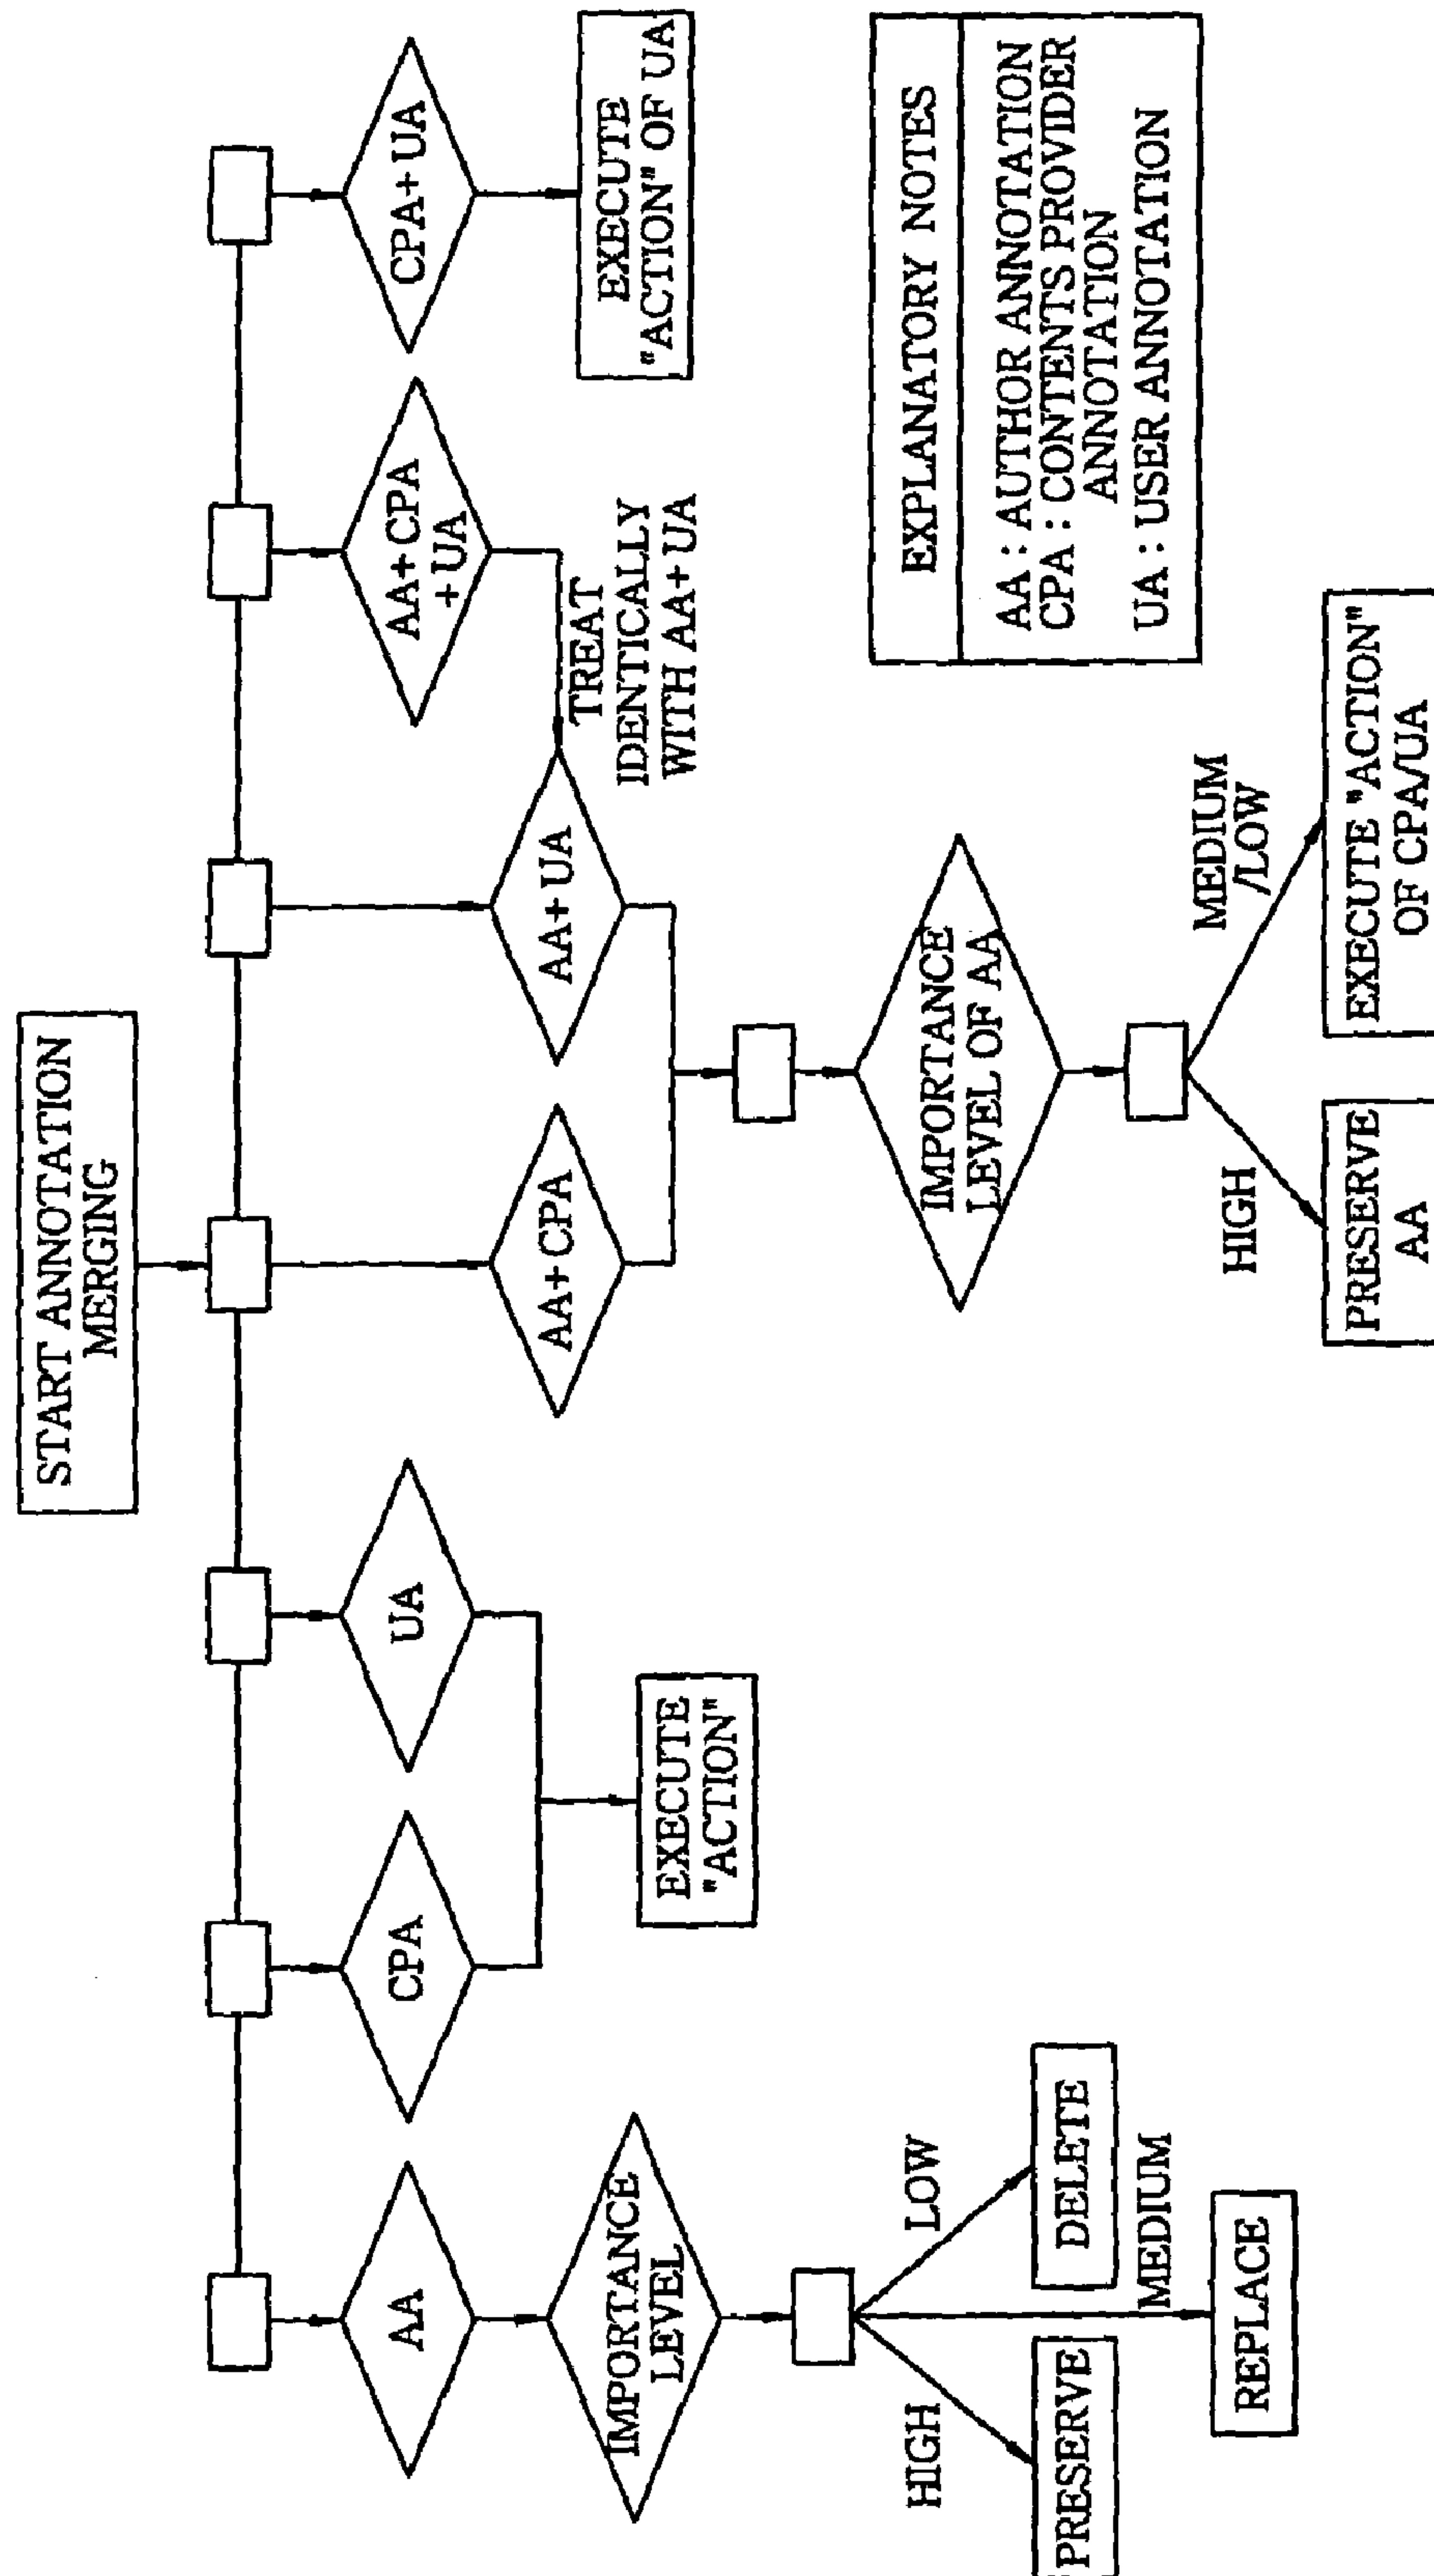 START ANNOTATION
MERGING
AA
CPA
UA
AA+CPA
AA+UA
AA+CPA
+UA
CPA+UA
IMPORTANCE
LEVEL
HIGH
LOW
MEDIUM
PRESERVE
DELETE
REPLACE
EXECUTE
"ACTION"
TREAT
IDENTICALLY
WITH AA+UA
EXECUTE
"ACTION" OF UA
IMPORTANCE
LEVEL OF AA
HIGH
MEDIUM
/LOW
PRESERVE
AA
EXECUTE "ACTION"
OF CPA/UA
EXPLANATORY NOTES
AA : AUTHOR ANNOTATION
CPA : CONTENTS PROVIDER
ANNOTATION
UA : USER ANNOTATION